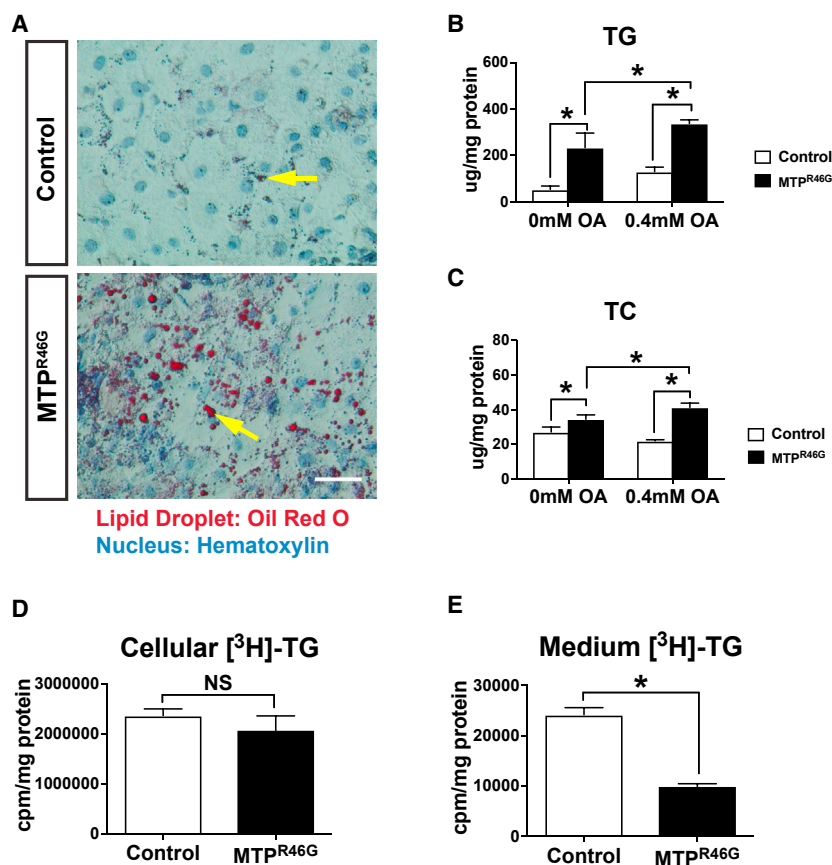 A
Control
MTP^R46G
Lipid Droplet: Oil Red O
Nucleus: Hematoxylin
B
TG
ug/mg protein
600
400
200
0
*
*
*
0mM OA
0.4mM OA
Control
MTP^R46G
C
TC
ug/mg protein
80
60
40
20
0
*
*
*
0mM OA
0.4mM OA
Control
MTP^R46G
D
Cellular [³H]-TG
cpm/mg protein
3000000
2000000
1000000
0
NS
Control
MTP^R46G
E
Medium [³H]-TG
cpm/mg protein
30000
20000
10000
0
*
Control
MTP^R46G